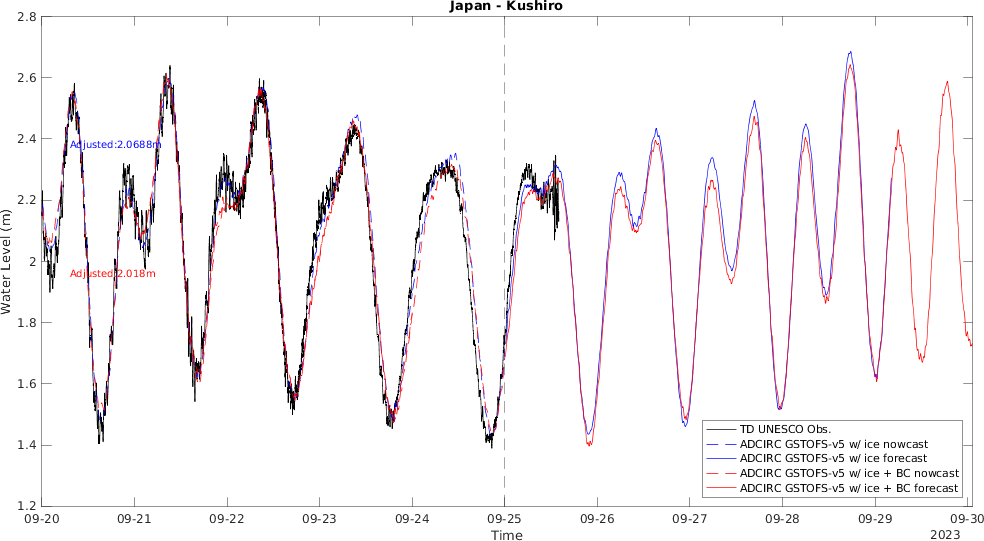 Japan - Kushiro
Water Level (m)
2.8
2.6
2.4
2.2
2
1.8
1.6
1.4
1.2
Adjusted:2.0688m
Adjusted:2.018m
TD UNESCO Obs.
ADCIRC GSTOFS-v5 w/ ice nowcast
ADCIRC GSTOFS-v5 w/ ice forecast
ADCIRC GSTOFS-v5 w/ ice + BC nowcast
ADCIRC GSTOFS-v5 w/ ice + BC forecast
09-20 09-21 09-22 09-23 09-24 09-25 09-26 09-27 09-28 09-29 09-30
Time
2023